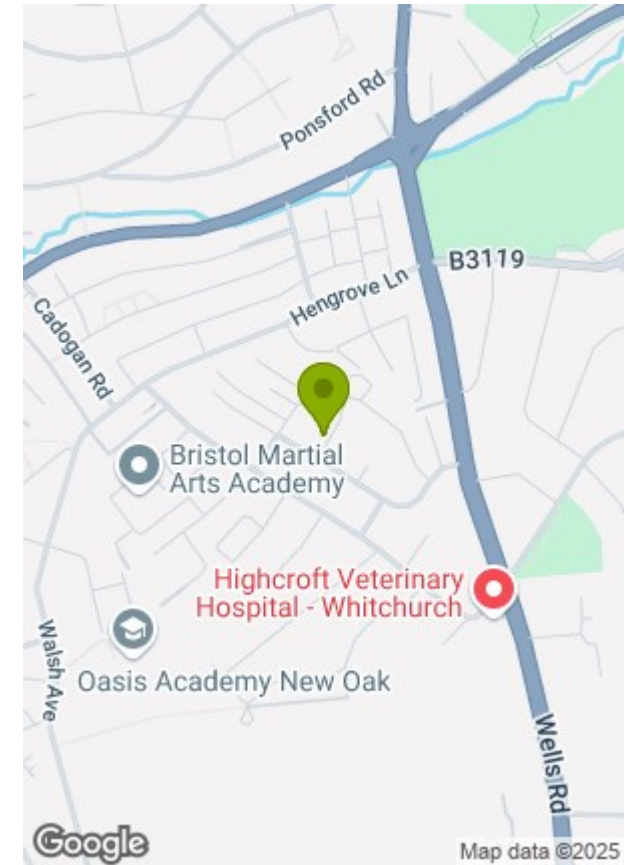 Ponsford Rd
B3119
Hengrove Ln
Cadogan Rd
Bristol Martial
Arts Academy
Highcroft Veterinary
Hospital - Whitchurch
Walsh Ave
Oasis Academy New Oak
Wells Rd
Google
Map data ©2025